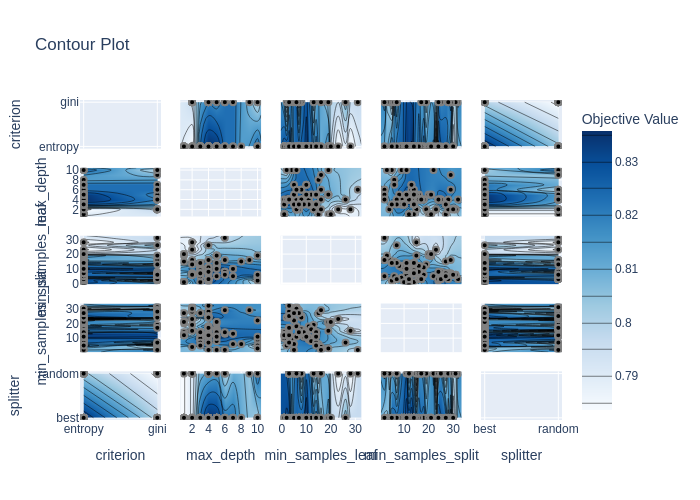 Contour Plot
Objective Value
criterion
gini
entropy
max_depth
10
8
6
4
2
min_samples_leaf
30
20
10
0
min_samples_split
30
20
10
splitter
random
best
entropy
gini
2
4
6
8
10
0
10
20
30
10
20
30
best
random
criterion
max_depth
min_samples_leaf
min_samples_split
splitter
0.83
0.82
0.81
0.8
0.79